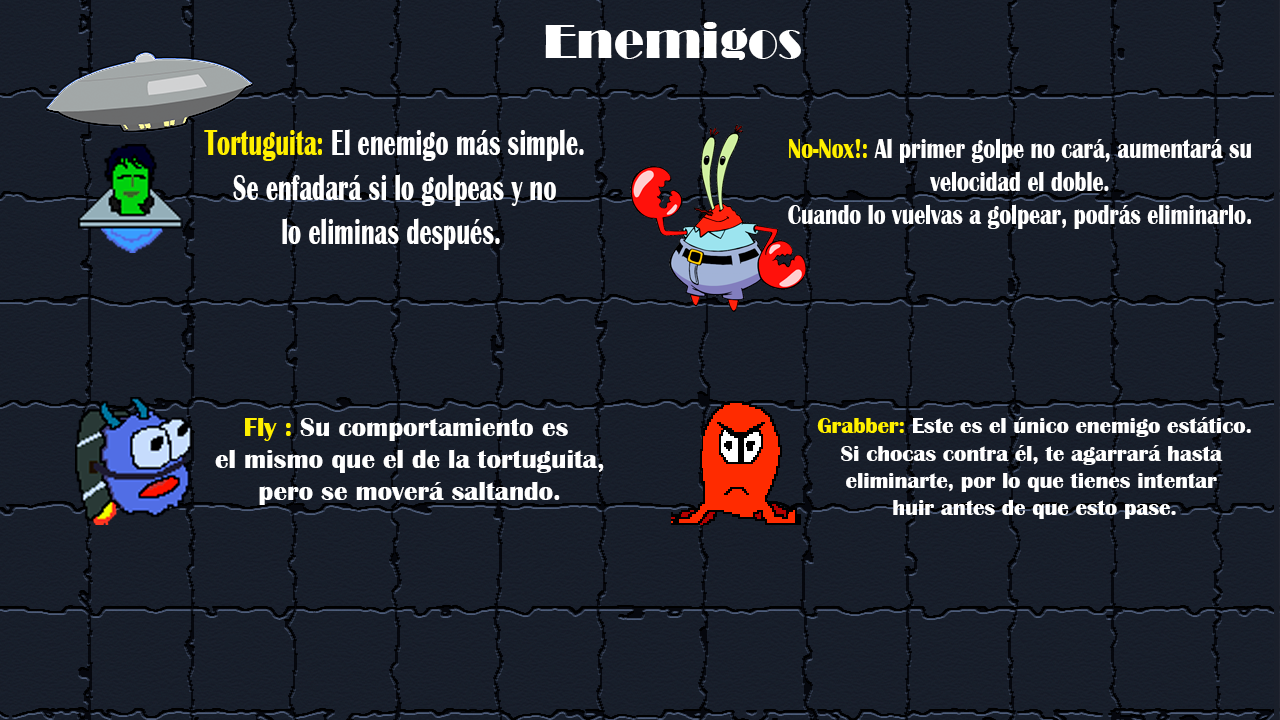 Enemigos
Tortuguita: El enemigo más simple.
Se enfadará si lo golpeas y no
lo eliminas después.
No-Nox!: Al primer golpe no cará, aumentará su
velocidad el doble.
Cuando lo vuelvas a golpear, podrás eliminarlo.
Fly : Su comportamiento es
el mismo que el de la tortuguita,
pero se moverá saltando.
Grabber: Este es el único enemigo estático.
Si chocas contra él, te agarrará hasta
eliminarte, por lo que tienes intentar
huir antes de que esto pase.